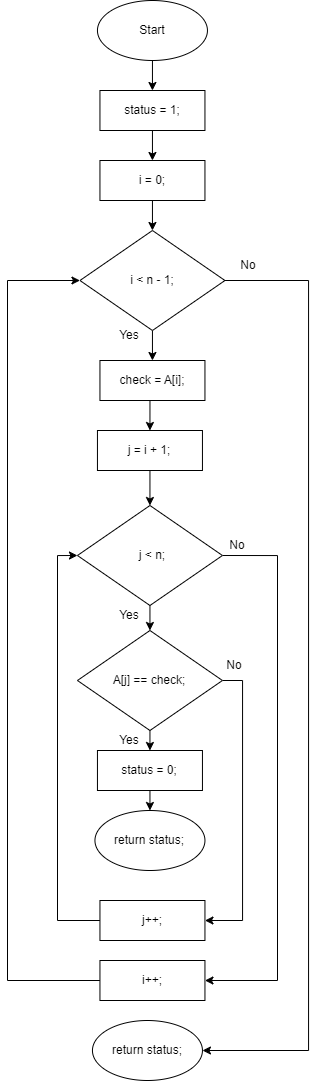 Start
status = 1;
i = 0;
i < n - 1;
No
Yes
check = A[i];
j = i + 1;
j < n;
No
Yes
A[j] == check;
No
Yes
status = 0;
return status;
j++;
i++;
return status;